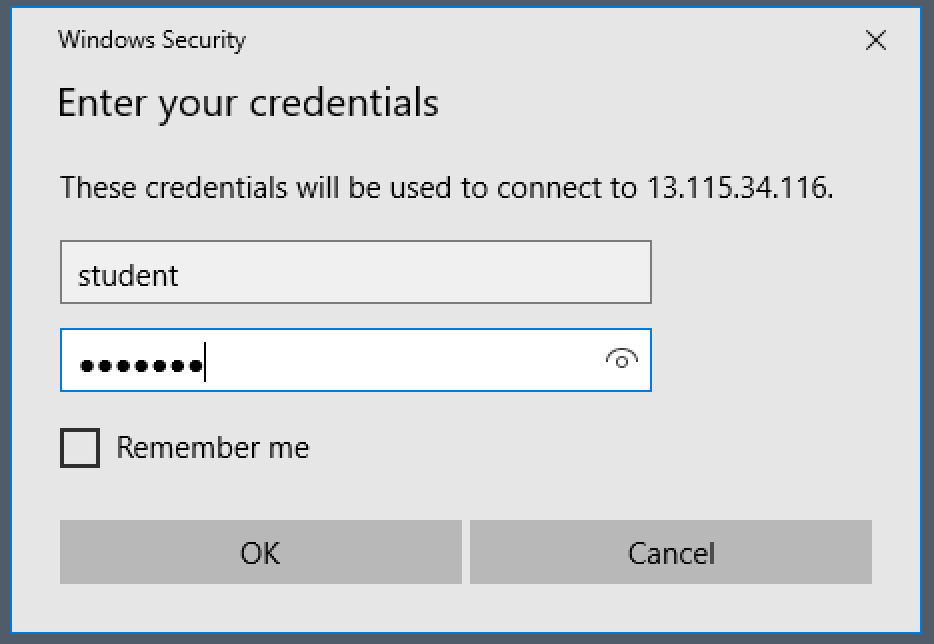 Windows Security
Enter your credentials
These credentials will be used to connect to 13.115.34.116.
student
•••••••
Remember me
OK
Cancel